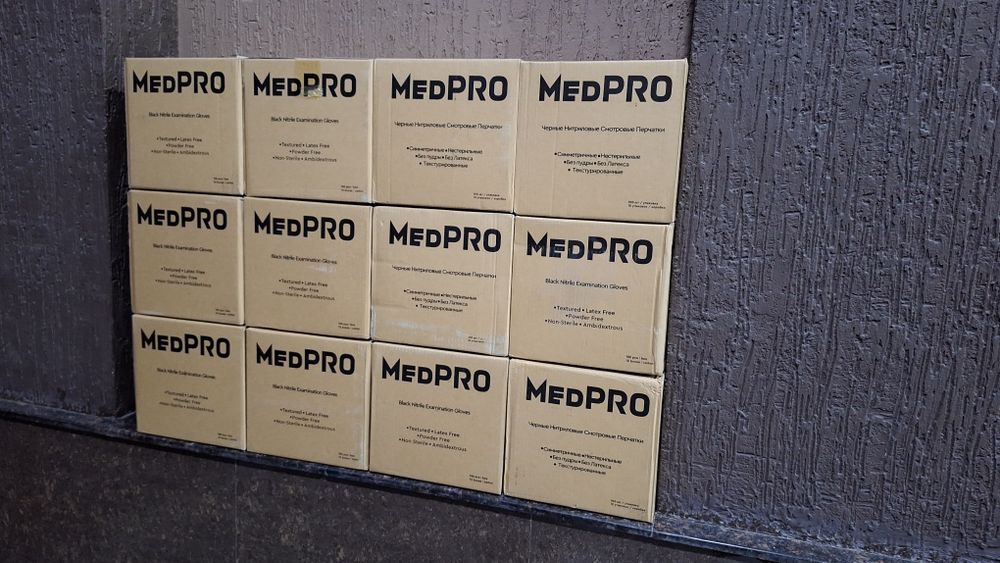 MEDPRO
Black Nitrile Examination Gloves
•Textured • Latex Free
•Powder Free
•Non-Sterile • Ambidextrous
MEDPRO
Black Nitrile Examination Gloves
•Textured • Latex Free
•Powder Free
•Non-Sterile • Ambidextrous
MEDPRO
Черные Нитриловые Смотровые Перчатки
•Симметричные •Нестерильные
•Без пудры •Без Латекса
• Текстурированные
MEDPRO
Черные Нитриловые Смотровые Перчатки
•Симметричные •Нестерильные
•Без пудры •Без Латекса
• Текстурированные
MEDPRO
Black Nitrile Examination Gloves
•Textured • Latex Free
•Powder Free
•Non-Sterile • Ambidextrous
MEDPRO
Black Nitrile Examination Gloves
•Textured • Latex Free
•Powder Free
•Non-Sterile • Ambidextrous
MEDPRO
Черные Нитриловые Смотровые Перчатки
•Симметричные •Нестерильные
•Без пудры •Без Латекса
• Текстурированные
MEDPRO
Black Nitrile Examination Gloves
•Textured • Latex Free
•Powder Free
•Non-Sterile • Ambidextrous
MEDPRO
Black Nitrile Examination Gloves
•Textured • Latex Free
•Powder Free
•Non-Sterile • Ambidextrous
MEDPRO
Black Nitrile Examination Gloves
•Textured • Latex Free
•Powder Free
•Non-Sterile • Ambidextrous
MEDPRO
Black Nitrile Examination Gloves
•Textured • Latex Free
•Powder Free
•Non-Sterile • Ambidextrous
MEDPRO
Черные Нитриловые Смотровые Перчатки
•Симметричные •Нестерильные
•Без пудры •Без Латекса
• Текстурированные